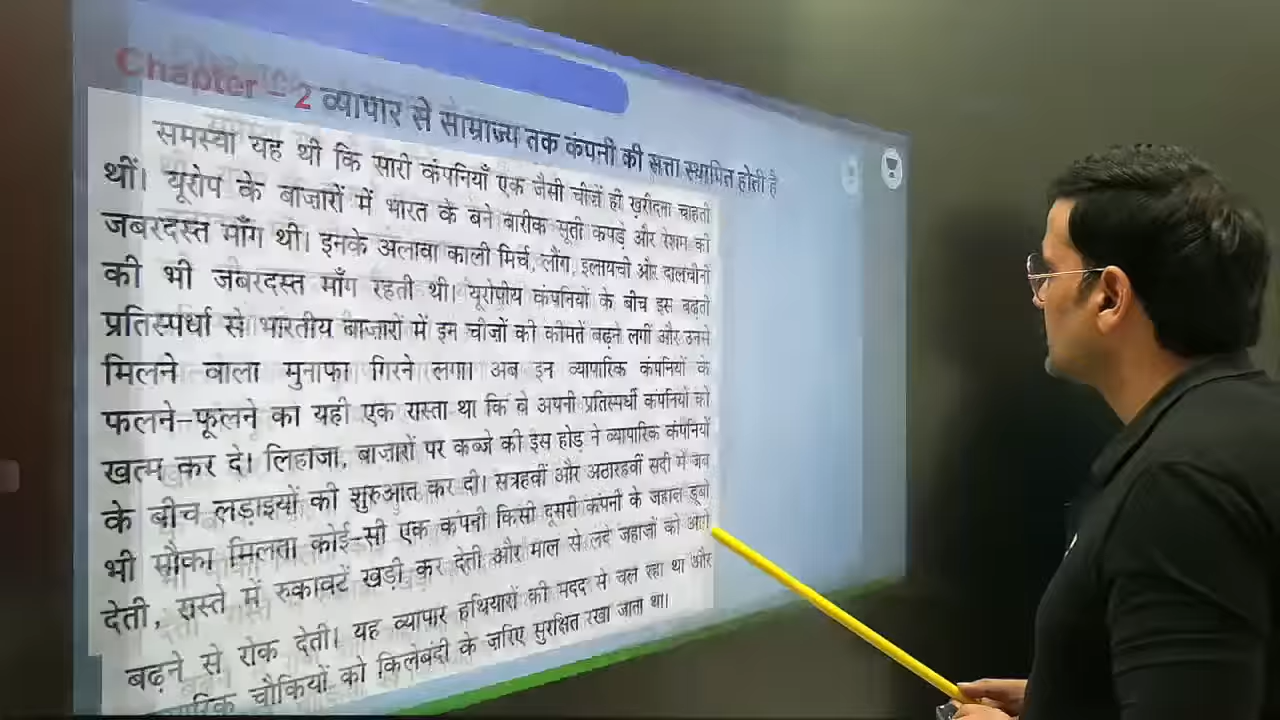 Chapter – 2 व्यापार से साम्राज्य तक कंपनी की सत्ता स्थापित होती है
समस्या यह थी कि सारी कंपनियाँ एक जैसी चीज़ें ही ख़रीदना चाहती
थीं। यूरोप के बाज़ारों में भारत के बने बारीक सूती कपड़े और रेशम की
जबरदस्त माँग थी। इनके अलावा काली मिर्च, लौंग, इलायची और दालचीनी
की भी जबरदस्त माँग रहती थी। यूरोपीय कंपनियों के बीच इस बढ़ती
प्रतिस्पर्धा से भारतीय बाज़ारों में इन चीज़ों की क़ीमतें बढ़ने लगीं और उनसे
मिलने वाला मुनाफ़ा गिरने लगा। अब इन व्यापारिक कंपनियों के
फलने-फूलने का यही एक रास्ता था कि वे अपनी प्रतिस्पर्धी कंपनियों को
खत्म कर दें। लिहाजा, बाज़ारों पर कब्ज़े की इस होड़ ने व्यापारिक कंपनियों
के बीच लड़ाइयों की शुरुआत कर दी। सत्रहवीं और अठारहवीं सदी में जब
भी मौका मिलता कोई-सी एक कंपनी किसी दूसरी कंपनी के जहाज़ डूबो
देती, रास्ते में रुकावटें खड़ी कर देती और माल से लदे जहाज़ों को आगे
बढ़ने से रोक देती। यह व्यापार हथियारों की मदद से चल रहा था और
चौकियों को किलेबंदी के ज़रिए सुरक्षित रखा जाता था।